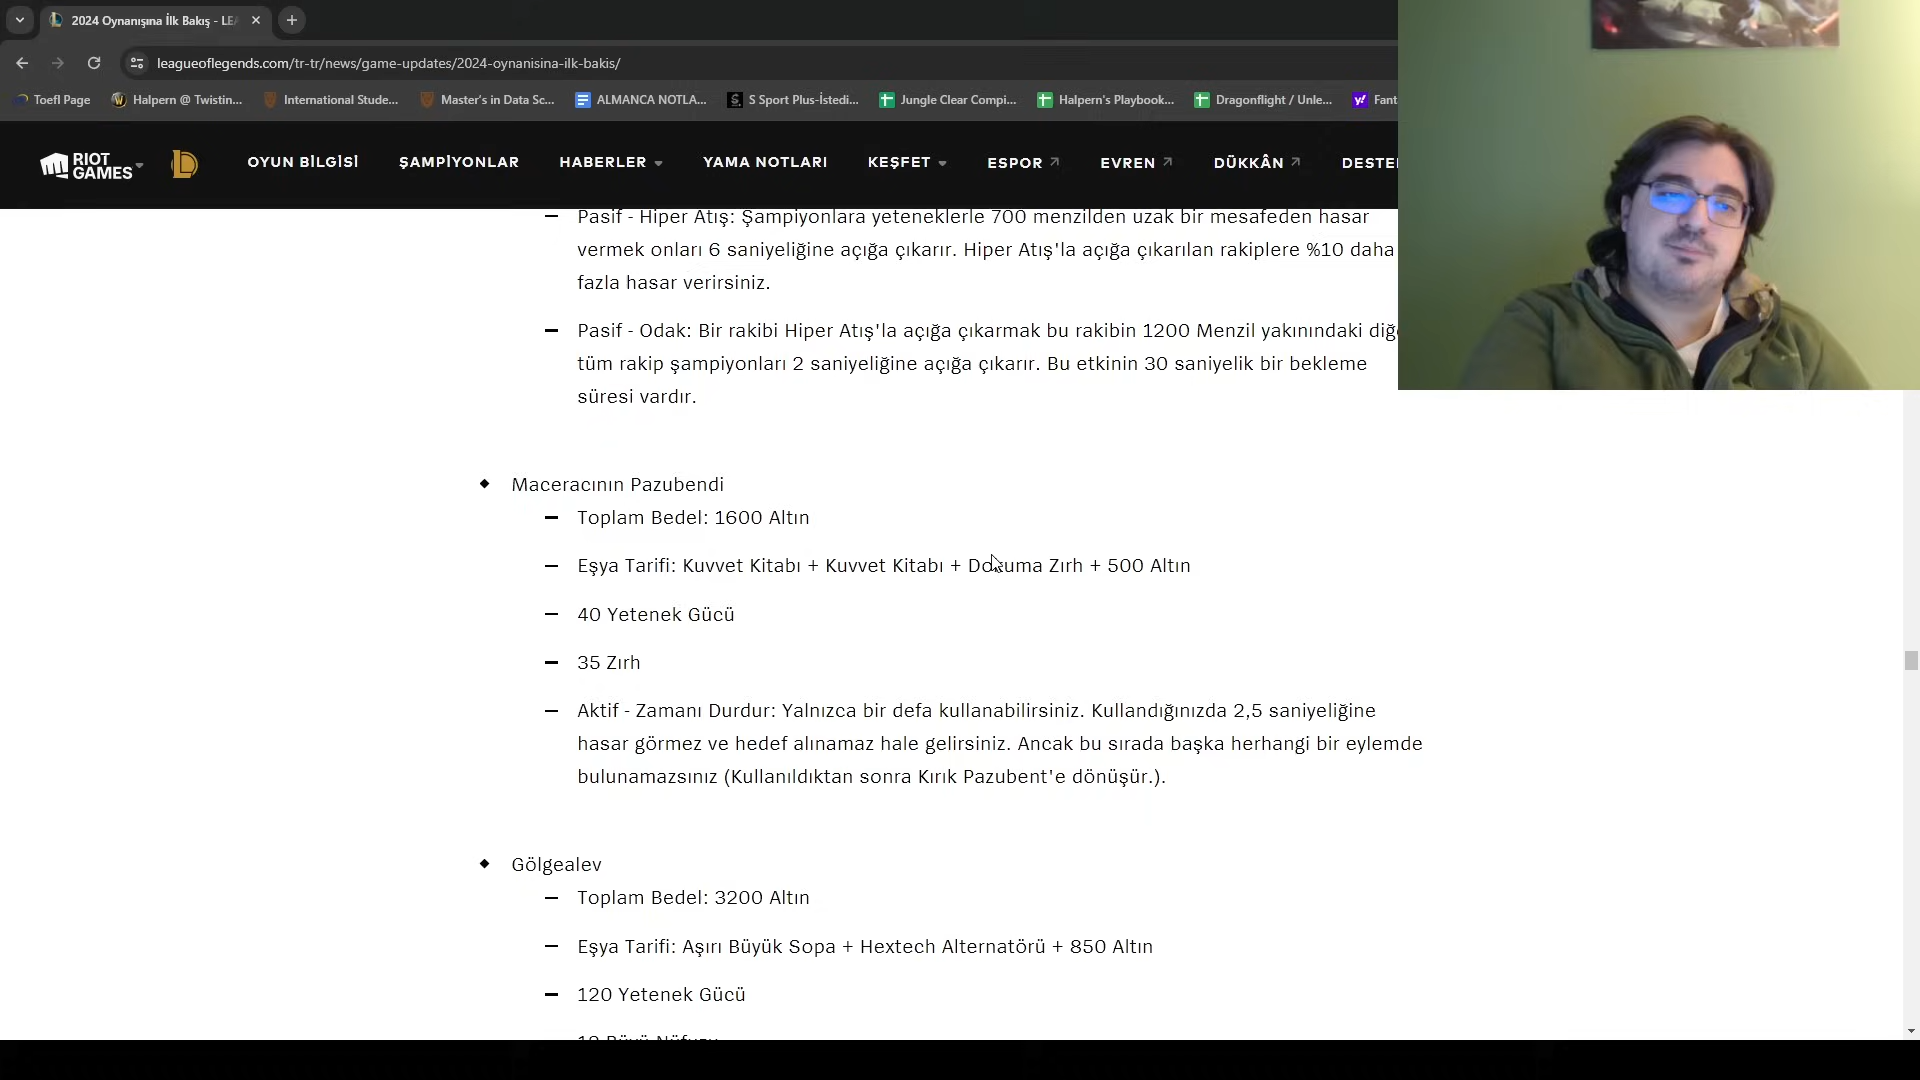 2024 Oynanışına İlk Bakış - LEA
leagueoflegends.com/tr-tr/news/game-updates/2024-oynanisina-ilk-bakis/
Toefl Page
Halpern @ Twistin...
International Stude...
Master's in Data Sc...
ALMANCA NOTLA...
S Sport Plus-İstedi...
Jungle Clear Compi...
Halpern's Playbook...
Dragonflight / Unle...
Fant
RIOT GAMES
OYUN BİLGİSİ
ŞAMPİYONLAR
HABERLER
YAMA NOTLARI
KEŞFET
ESPOR
EVREN
DÜKKÂN
DESTE
Pasif - Hiper Atış: Şampiyonlara yeteneklerle 700 menzilden uzak bir mesafeden hasar
vermek onları 6 saniyeliğine açığa çıkarır. Hiper Atış'la açığa çıkarılan rakiplere %10 daha
fazla hasar verirsiniz.
Pasif - Odak: Bir rakibi Hiper Atış'la açığa çıkarmak bu rakibin 1200 Menzil yakınındaki diğ
tüm rakip şampiyonları 2 saniyeliğine açığa çıkarır. Bu etkinin 30 saniyelik bir bekleme
süresi vardır.
Maceracının Pazubendi
Toplam Bedel: 1600 Altın
Eşya Tarifi: Kuvvet Kitabı + Kuvvet Kitabı + Dokuma Zırh + 500 Altın
40 Yetenek Gücü
35 Zırh
Aktif - Zamanı Durdur: Yalnızca bir defa kullanabilirsiniz. Kullandığınızda 2,5 saniyeliğine
hasar görmez ve hedef alınamaz hale gelirsiniz. Ancak bu sırada başka herhangi bir eylemde
bulunamazsınız (Kullanıldıktan sonra Kırık Pazubent'e dönüşür.).
Gölgealev
Toplam Bedel: 3200 Altın
Eşya Tarifi: Aşırı Büyük Sopa + Hextech Alternatörü + 850 Altın
120 Yetenek Gücü